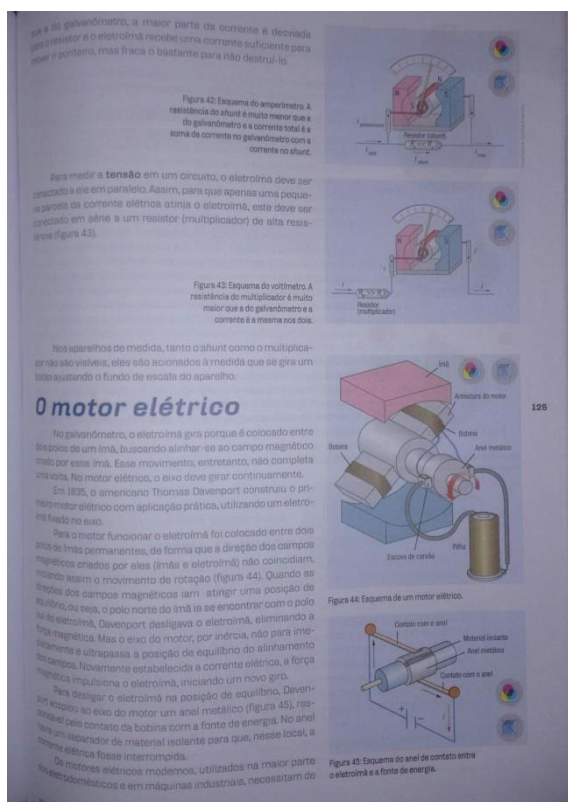 que a do galvanômetro, a maior parte da corrente é desviada
para o resistor e o eletroímã recebe uma corrente suficiente para
mover o ponteiro, mas fraca o bastante para não destruí-lo.
Figura 42: Esquema do amperímetro. A
resistência do shunt é muito menor que a
do galvanômetro e a corrente total é a
soma da corrente no galvanômetro com a
corrente no shunt.
N
S
Resistor (shunt)
Para medir a tensão em um circuito, o eletroímã deve ser
conectado a ele em paralelo. Assim, para que apenas uma peque-
na parcela da corrente elétrica atinja o eletroímã, este deve ser
conectado em série a um resistor (multiplicador) de alta resis-
tência (figura 43).
Figura 43: Esquema do voltímetro. A
resistência do multiplicador é muito
maior que a do galvanômetro e a
corrente é a mesma nos dois.
N
S
i
i
Resistor
(multiplicador)
Nos aparelhos de medida, tanto o shunt como o multiplica-
dor não são visíveis, eles são acionados à medida que se gira um
botão ajustando o fundo de escala do aparelho.
O motor elétrico
No galvanômetro, o eletroímã gira porque é colocado entre
dois polos de um ímã, buscando alinhar-se ao campo magnético
criado por esse ímã. Esse movimento, entretanto, não completa
uma volta. No motor elétrico, o eixo deve girar continuamente.
Em 1835, o americano Thomas Davenport construiu o pri-
meiro motor elétrico com aplicação prática, utilizando um eletro-
ímã fixado no eixo.
Para o motor funcionar o eletroímã foi colocado entre dois
polos de ímãs permanentes, de forma que a direção dos campos
magnéticos criados por eles (ímãs e eletroímã) não coincidiam,
iniciando assim o movimento de rotação (figura 44). Quando as
direções dos campos magnéticos iam atingir uma posição de
equilíbrio, ou seja, o polo norte do ímã ia se encontrar com o polo
sul do eletroímã, Davenport desligava o eletroímã, eliminando a
força magnética. Mas o eixo do motor, por inércia, não para ime-
diatamente e ultrapassa a posição de equilíbrio do alinhamento
dos campos. Novamente estabelecida a corrente elétrica, a força
magnética impulsiona o eletroímã, iniciando um novo giro.
Para desligar o eletroímã na posição de equilíbrio, Daven-
port acoplou ao eixo do motor um anel metálico (figura 45), res-
ponsável pelo contato da bobina com a fonte de energia. No anel
havia um separador de material isolante para que, nesse local, a
corrente elétrica fosse interrompida.
Os motores elétricos modernos, utilizados na maior parte
dos eletrodomésticos e em máquinas industriais, necessitam de
Ímã
Armadura do motor
Bobina
Anel metálico
Bobina
Escova de carvão
Pilha
Figura 44: Esquema de um motor elétrico.
Contato com o anel
Material isolante
Anel metálico
Contato com o anel
i
+
Figura 45: Esquema do anel de contato entre
o eletroímã e a fonte de energia.
125